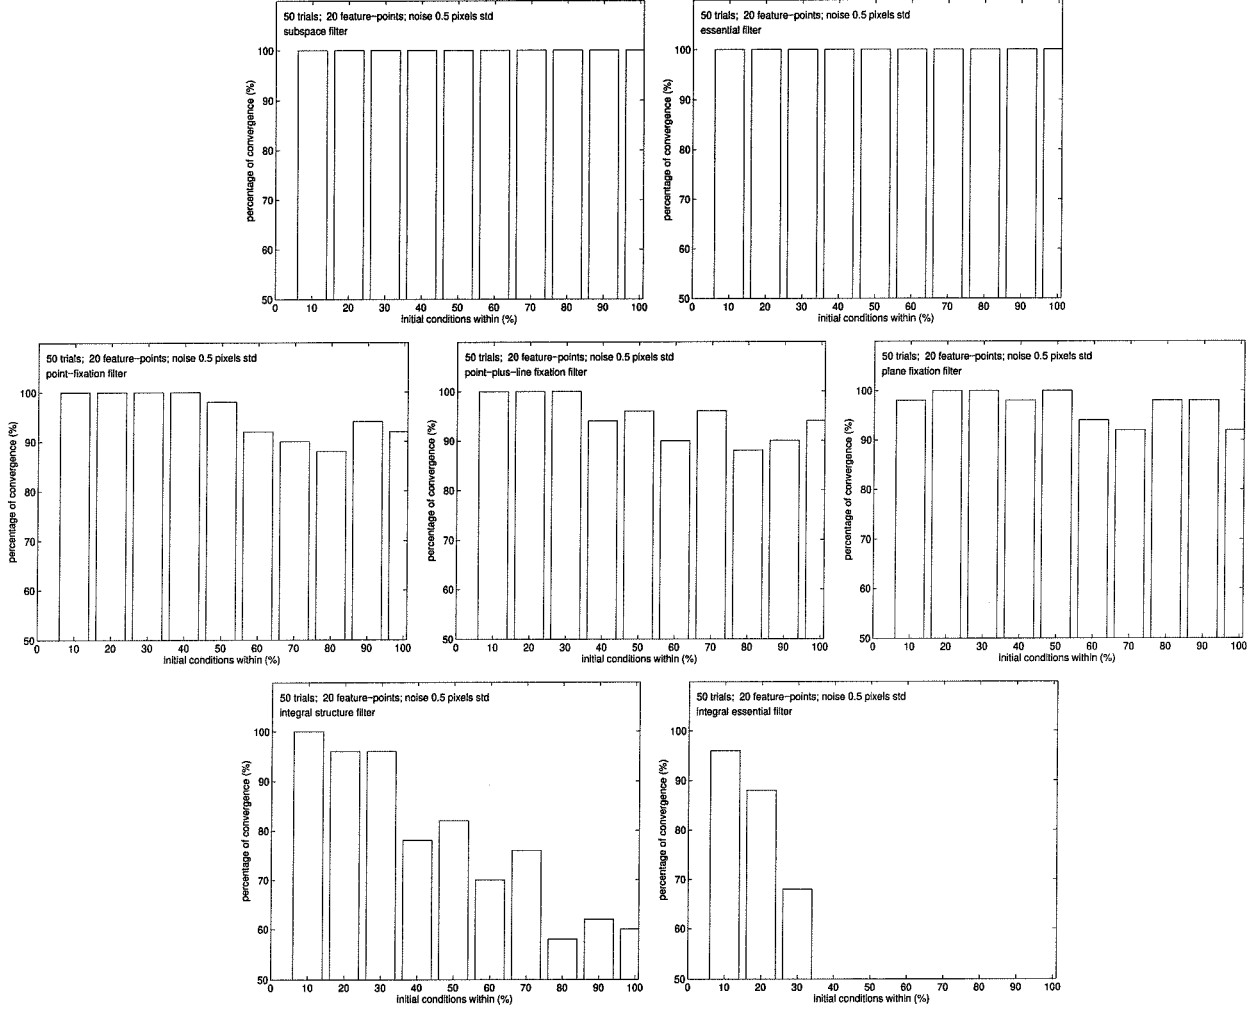 50 trials; 20 feature-points; noise 0.5 pixels std
subspace filter
percentage of convergence (%)
100
90
80
70
60
50
0 10 20 30 40 50 60 70 80 90 100
initial conditions within (%)
50 trials; 20 feature-points; noise 0.5 pixels std
essential filter
percentage of convergence (%)
100
90
80
70
60
50
0 10 20 30 40 50 60 70 80 90 100
initial conditions within (%)
50 trials; 20 feature-points; noise 0.5 pixels std
point-fixation filter
percentage of convergence (%)
100
90
80
70
60
50
0 10 20 30 40 50 60 70 80 90 100
initial conditions within (%)
50 trials; 20 feature-points; noise 0.5 pixels std
point-plus-line fixation filter
percentage of convergence (%)
100
90
80
70
60
50
0 10 20 30 40 50 60 70 80 90 100
initial conditions within (%)
50 trials; 20 feature-points; noise 0.5 pixels std
plane fixation filter
percentage of convergence (%)
100
90
80
70
60
50
0 10 20 30 40 50 60 70 80 90 100
initial conditions within (%)
50 trials; 20 feature-points; noise 0.5 pixels std
integral structure filter
percentage of convergence (%)
100
90
80
70
60
50
0 10 20 30 40 50 60 70 80 90 100
initial conditions within (%)
50 trials; 20 feature-points; noise 0.5 pixels std
integral essential filter
percentage of convergence (%)
100
90
80
70
60
50
0 10 20 30 40 50 60 70 80 90 100
initial conditions within (%)